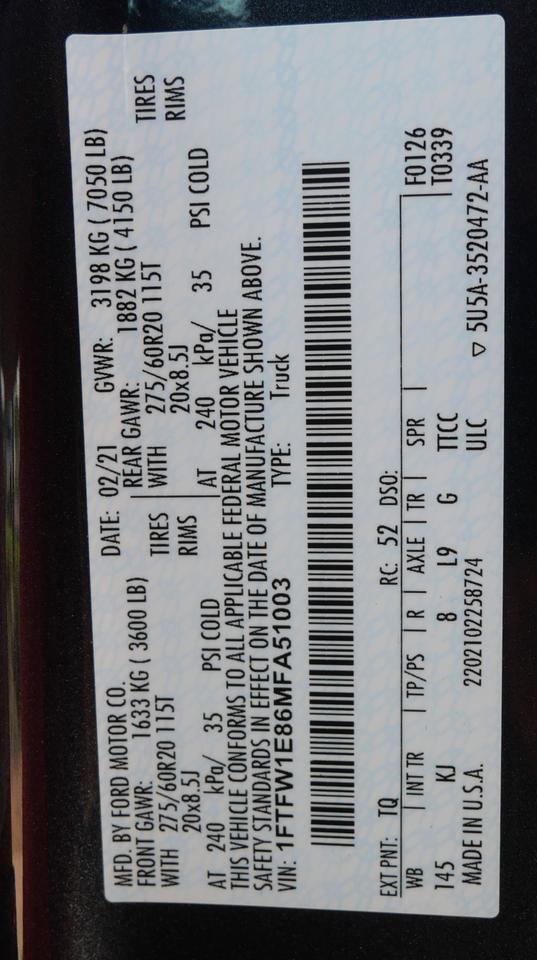 MFD. BY FORD MOTOR CO. DATE: 02/21 GVWR: 3198 KG ( 7050 LB)
FRONT GAWR: 1633 KG ( 3600 LB) REAR GAWR: 1882 KG ( 4150 LB)
WITH 275/60R20 115T TIRES WITH 275/60R20 115T TIRES
20x8.5J RIMS 20x8.5J RIMS
AT 240 kPa/ 35 PSI COLD AT 240 kPa/ 35 PSI COLD
THIS VEHICLE CONFORMS TO ALL APPLICABLE FEDERAL MOTOR VEHICLE
SAFETY STANDARDS IN EFFECT ON THE DATE OF MANUFACTURE SHOWN ABOVE.
VIN: 1FTFW1E86MFA51003 TYPE: Truck
EXT PNT: TQ RC: 52 DSO:
WB INT TR TP/PS R AXLE TR SPR F0126
145 KJ 8 L9 G TTCC T0339
MADE IN U.S.A. 2202102258724 ULC ▽ 5U5A-3520472-AA